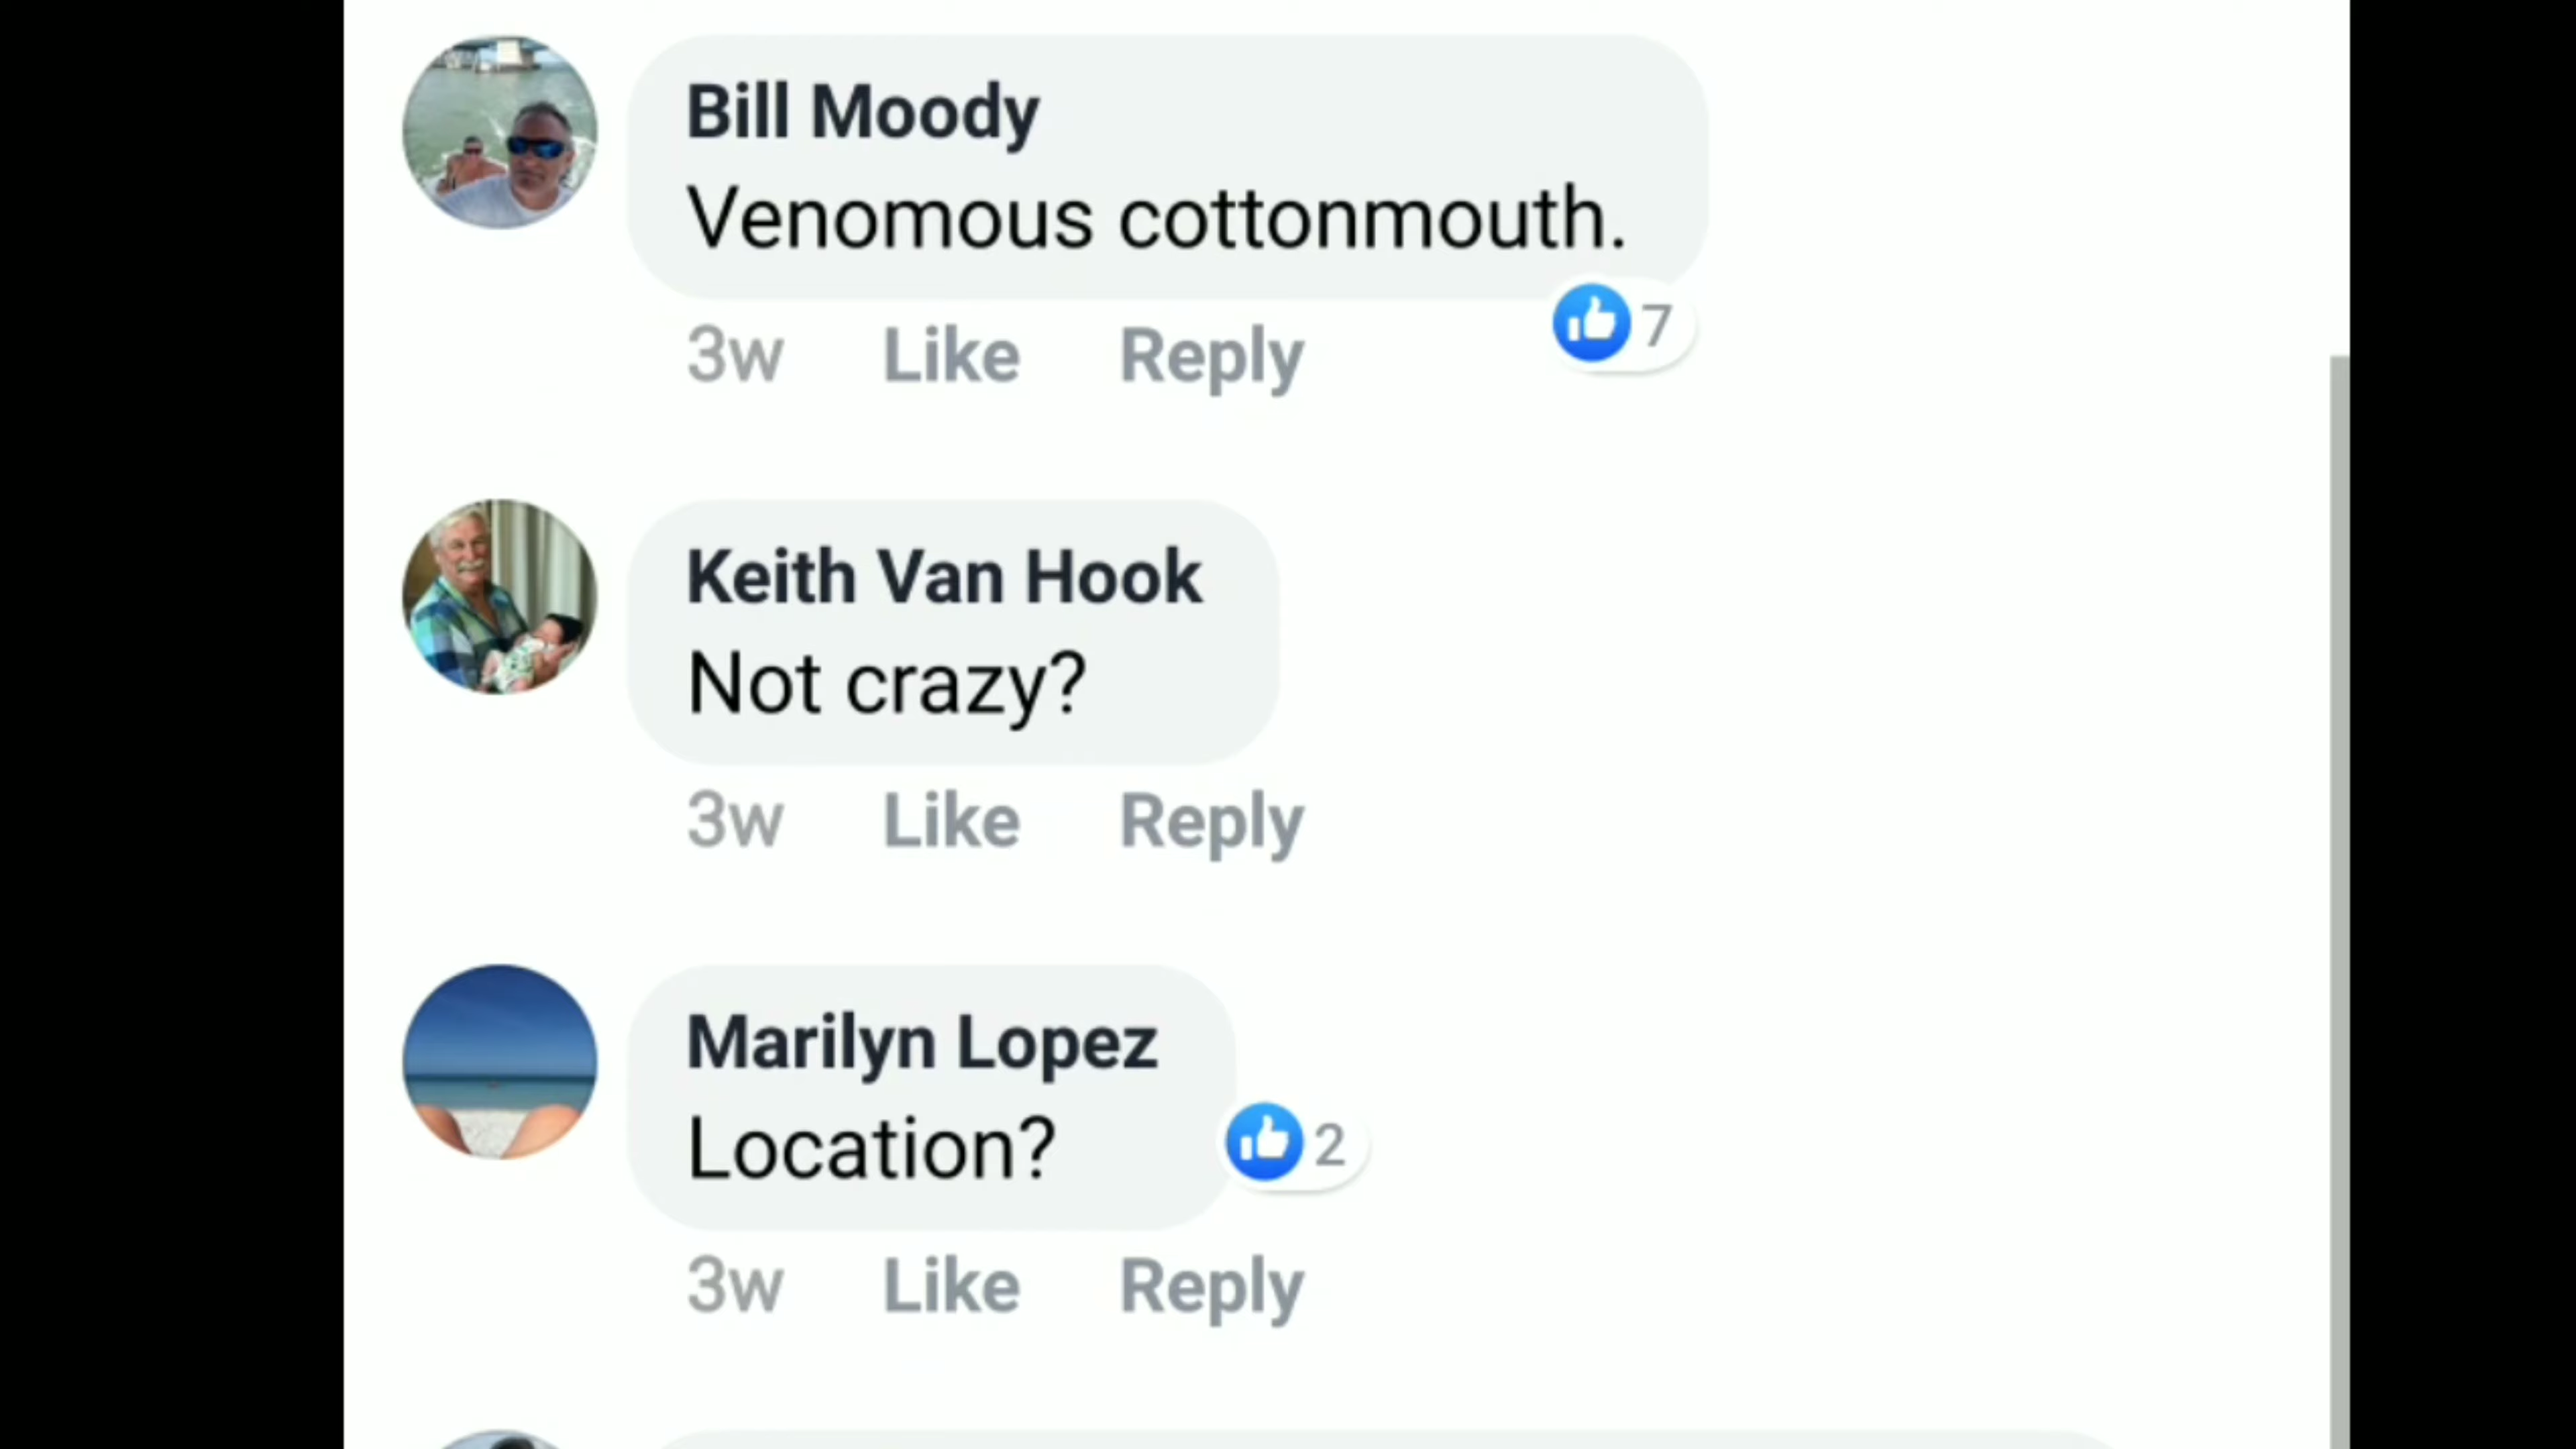 Bill Moody
Venomous cottonmouth.
7
3w Like Reply
Keith Van Hook
Not crazy?
3w Like Reply
Marilyn Lopez
Location?
2
3w Like Reply